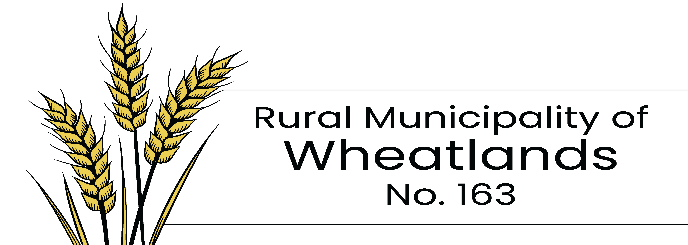 Rural Municipality of
Wheatlands
No. 163